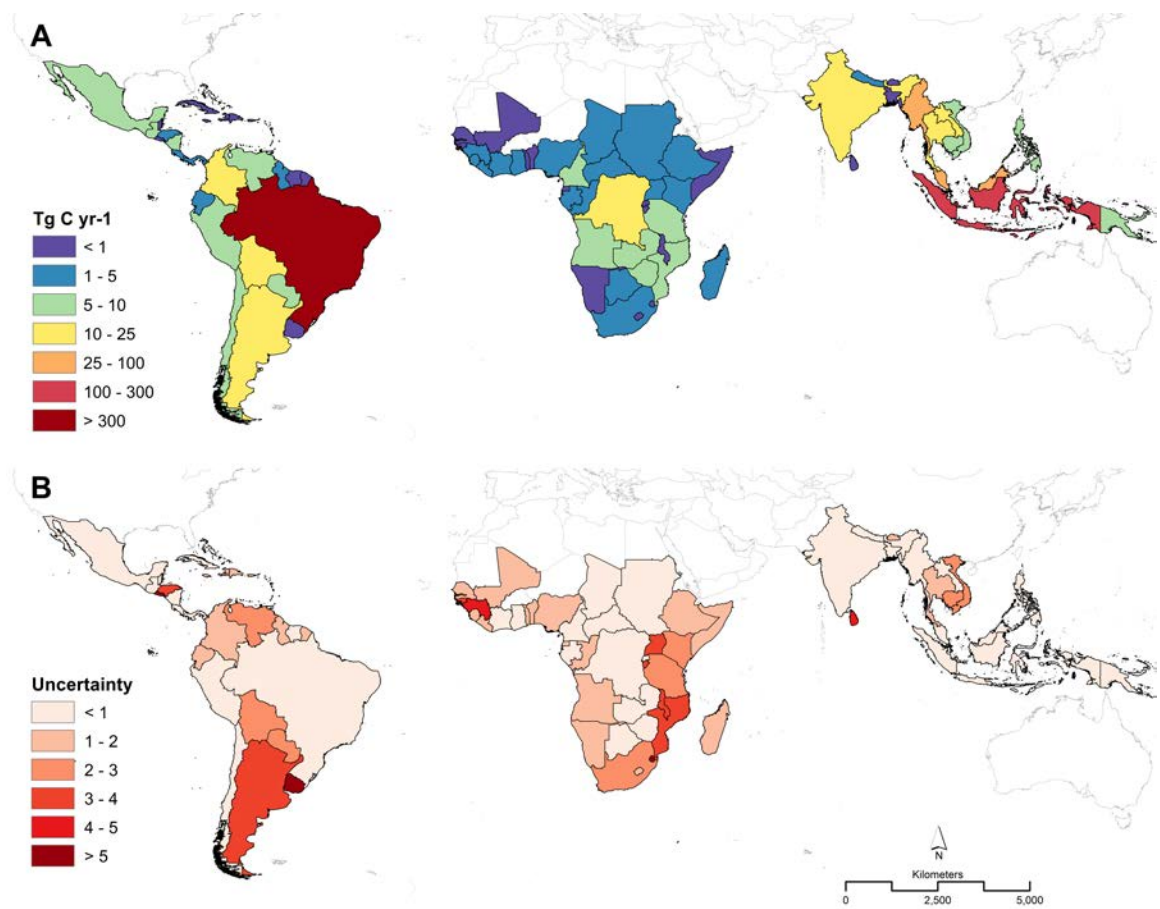 A
Tg C yr-1
< 1
1 - 5
5 - 10
10 - 25
25 - 100
100 - 300
> 300
B
Uncertainty
< 1
1 - 2
2 - 3
3 - 4
4 - 5
> 5
N
Kilometers
0 2,500 5,000